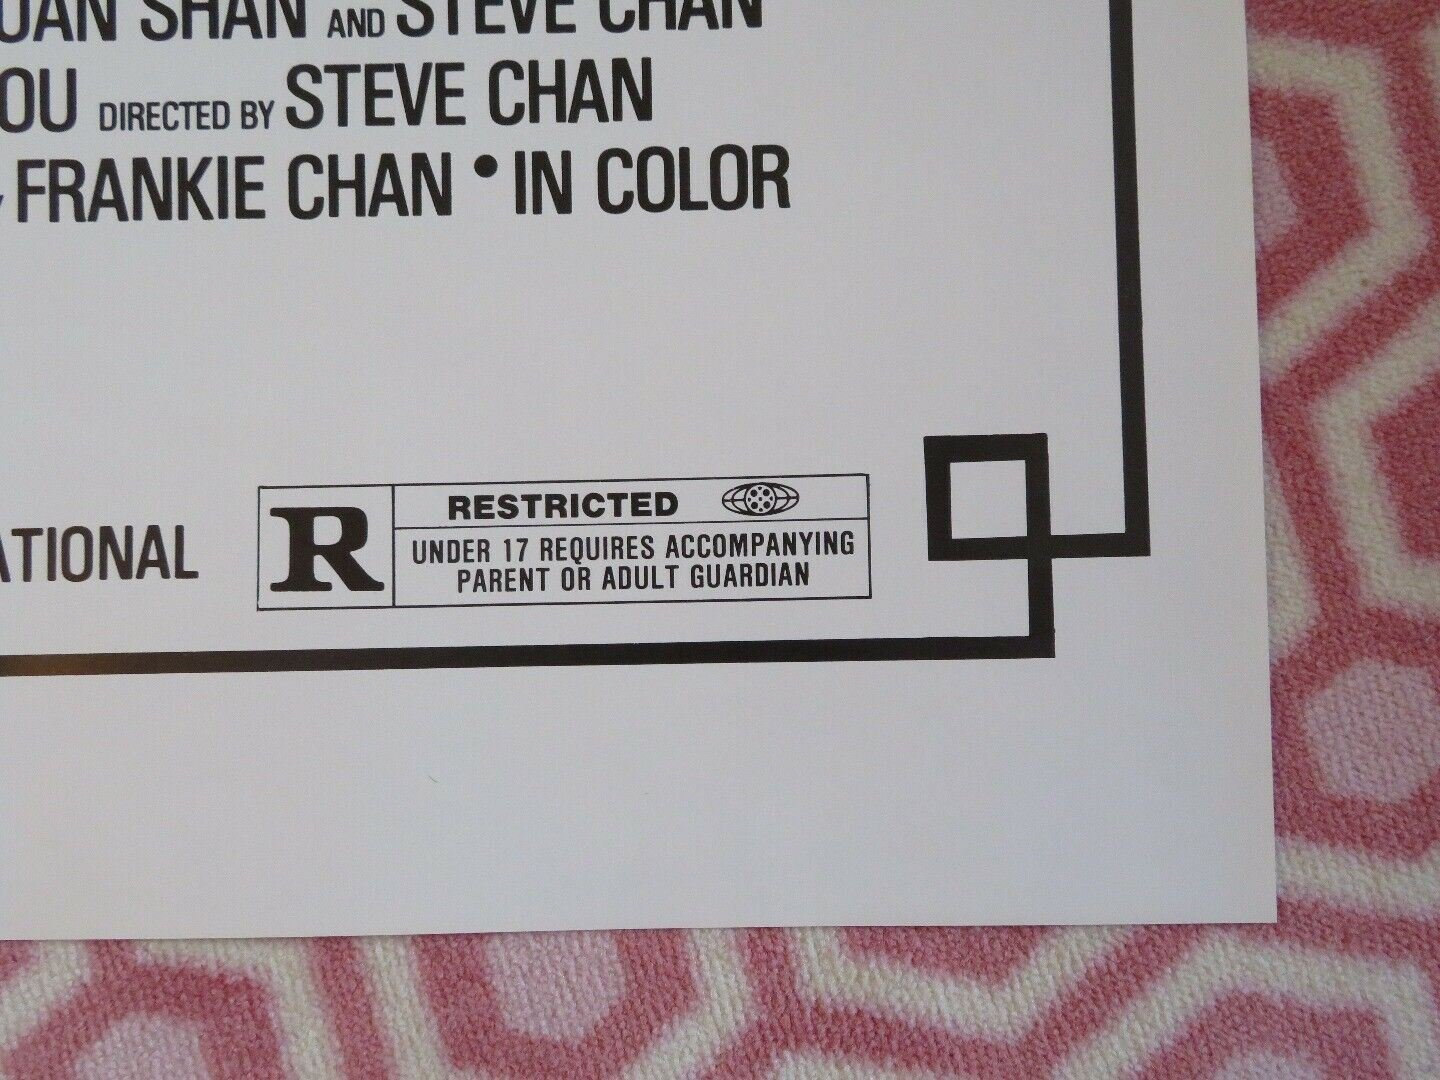 UAN SHAN AND STEVE CHAN
OU DIRECTED BY STEVE CHAN
FRANKIE CHAN • IN COLOR
ATIONAL
R
RESTRICTED
UNDER 17 REQUIRES ACCOMPANYING
PARENT OR ADULT GUARDIAN